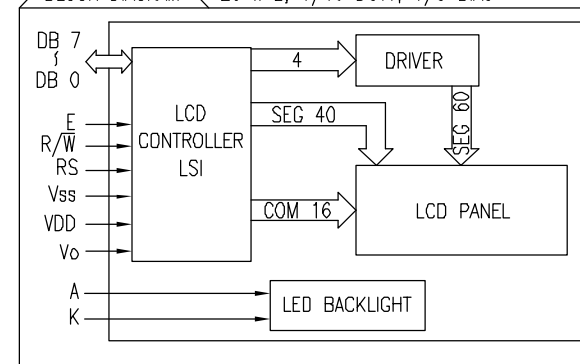 DB 7
DB 0
E
R/W̅
RS
Vss
VDD
Vo
A
K
LCD
CONTROLLER
LSI
4
SEG 40
COM 16
DRIVER
SEG 60
LCD PANEL
LED BACKLIGHT